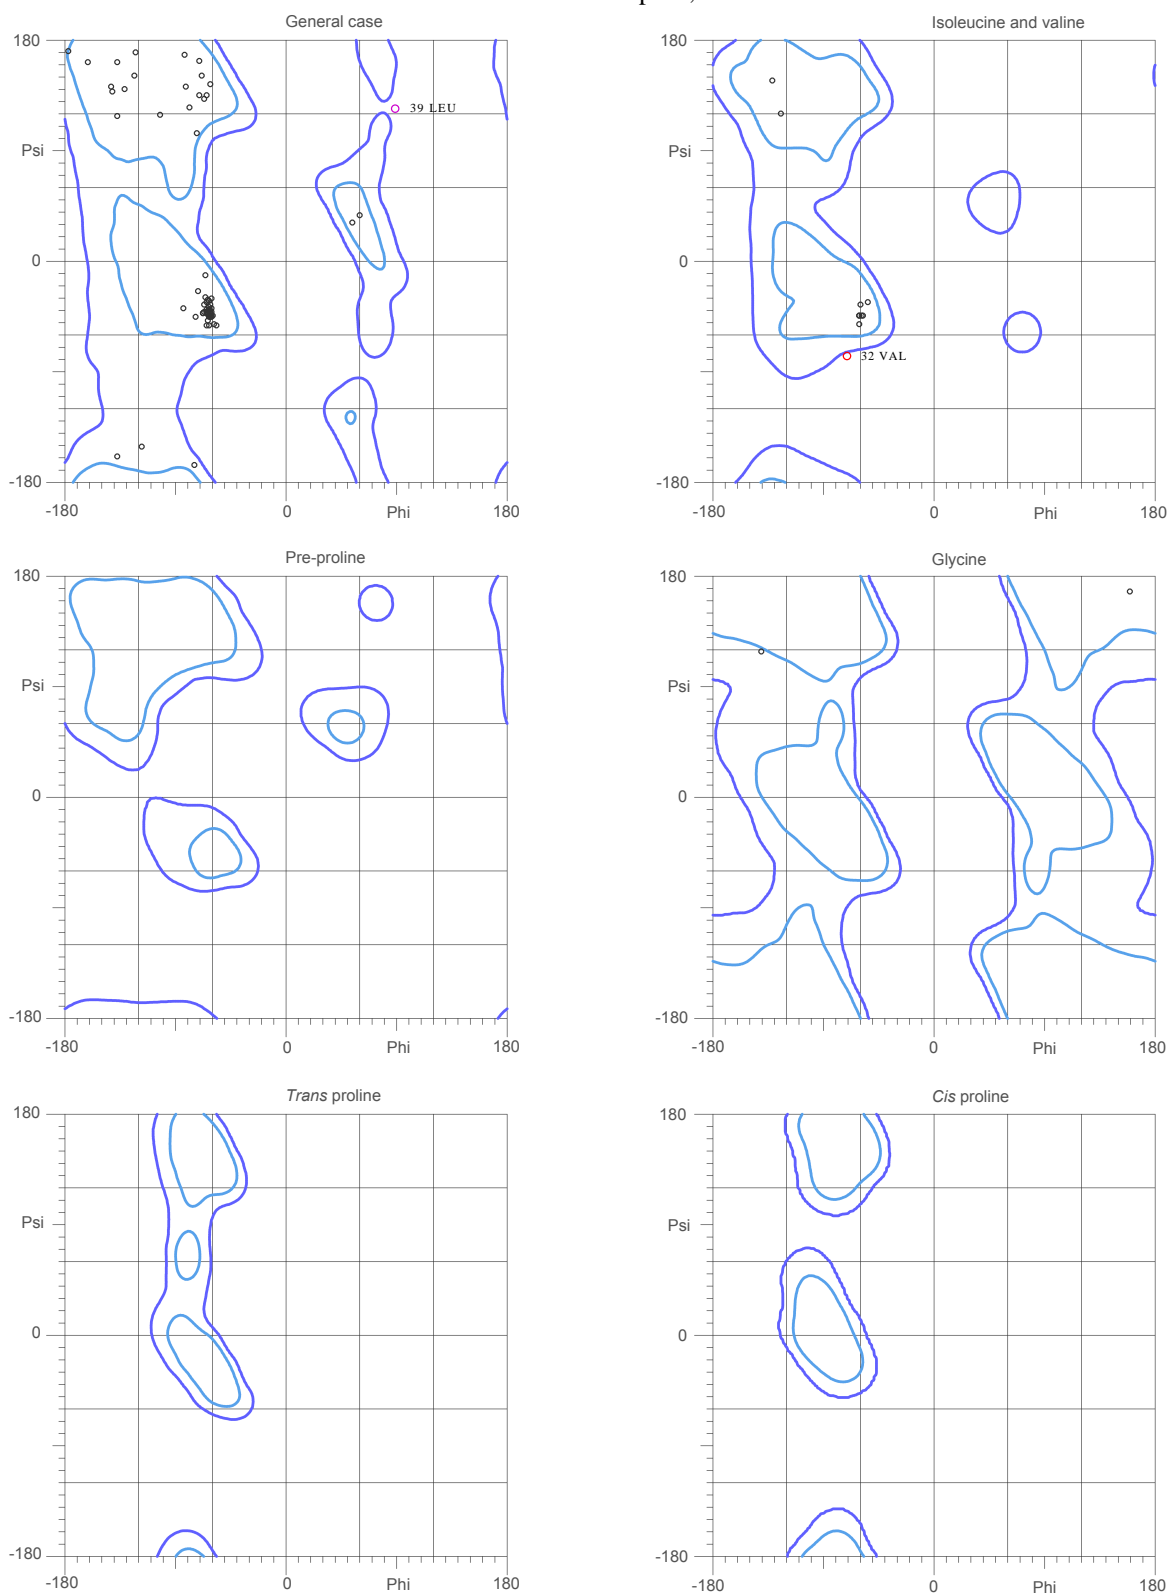 General case
Isoleucine and valine
180
180
39 LEU
Psi
Psi
0
0
32 VAL
-180
-180
-180
0
Phi
180
-180
0
Phi
180
Pre-proline
Glycine
180
180
Psi
Psi
0
0
-180
-180
-180
0
Phi
180
-180
0
Phi
180
Trans proline
Cis proline
180
180
Psi
Psi
0
0
-180
-180
-180
0
Phi
180
-180
0
Phi
180